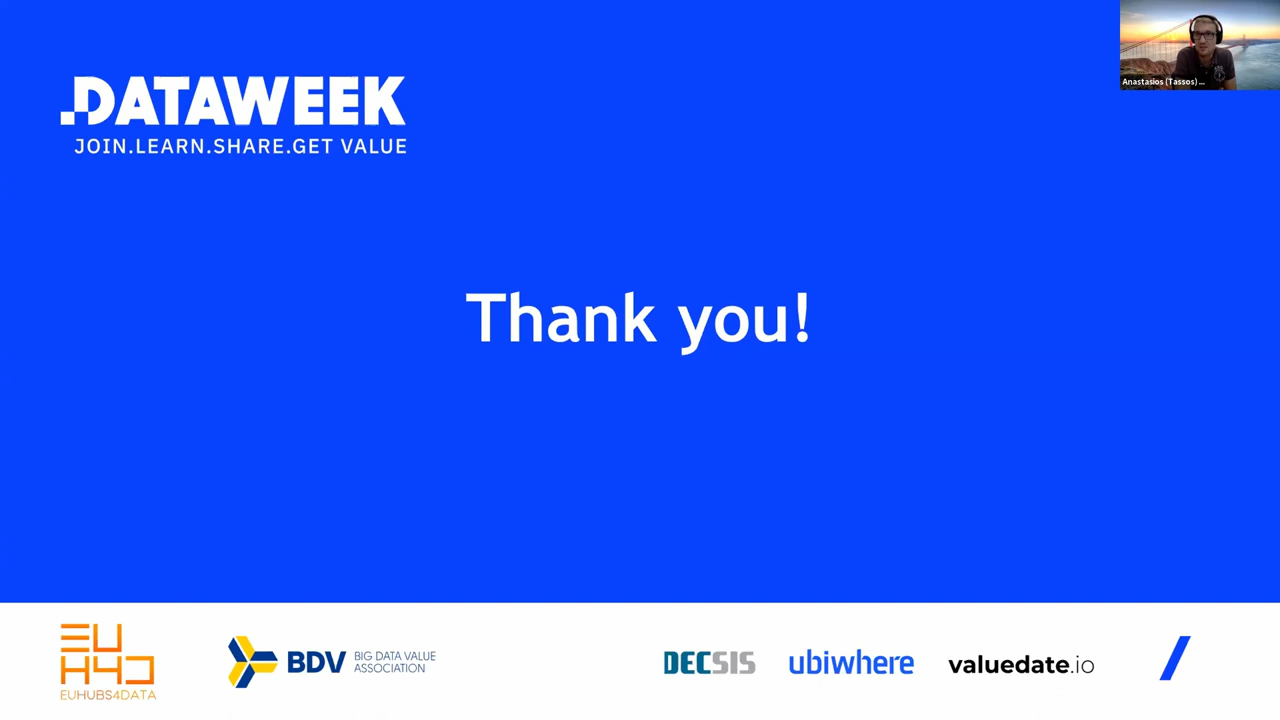 .DATAWEEK
JOIN.LEARN.SHARE.GET VALUE
Anastasios (Tassos) ...
Thank you!
EU
H4D
EUHUBS4DATA
BDV
BIG DATA VALUE
ASSOCIATION
DECSIS
ubiwhere
valuedate.io